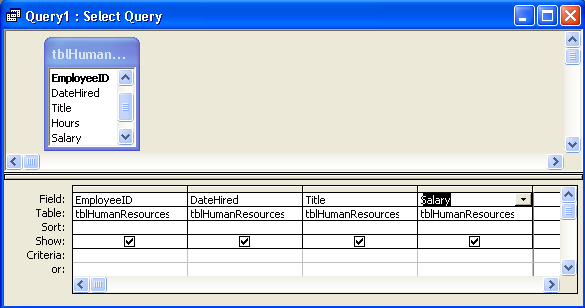 Query1 : Select Query
tblHuman...
EmployeeID
DateHired
Title
Hours
Salary
Field: EmployeeID DateHired Title Salary
Table: tblHumanResources tblHumanResources tblHumanResources tblHumanResources
Sort:
Show:
Criteria:
or: